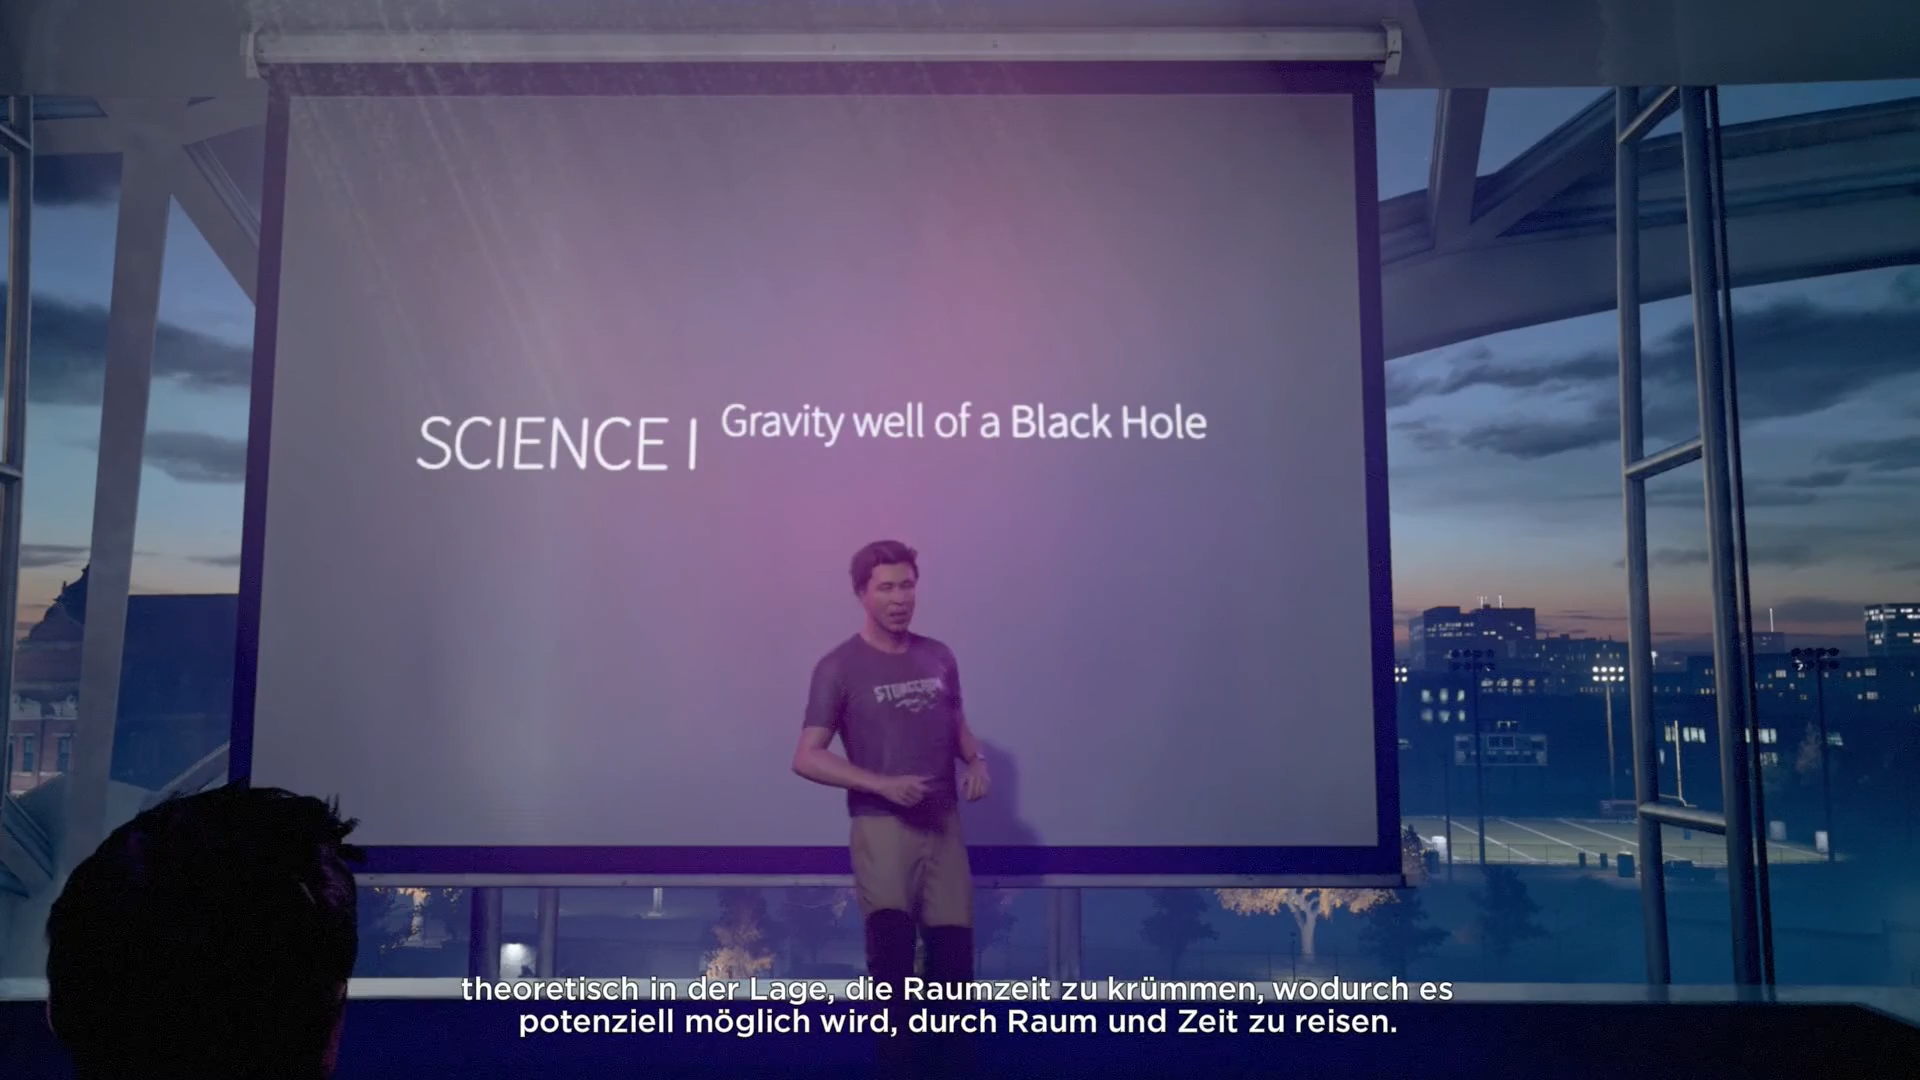 SCIENCE | Gravity well of a Black Hole
theoretisch in der Lage, die Raumzeit zu krümmen, wodurch es
potenziell möglich wird, durch Raum und Zeit zu reisen.